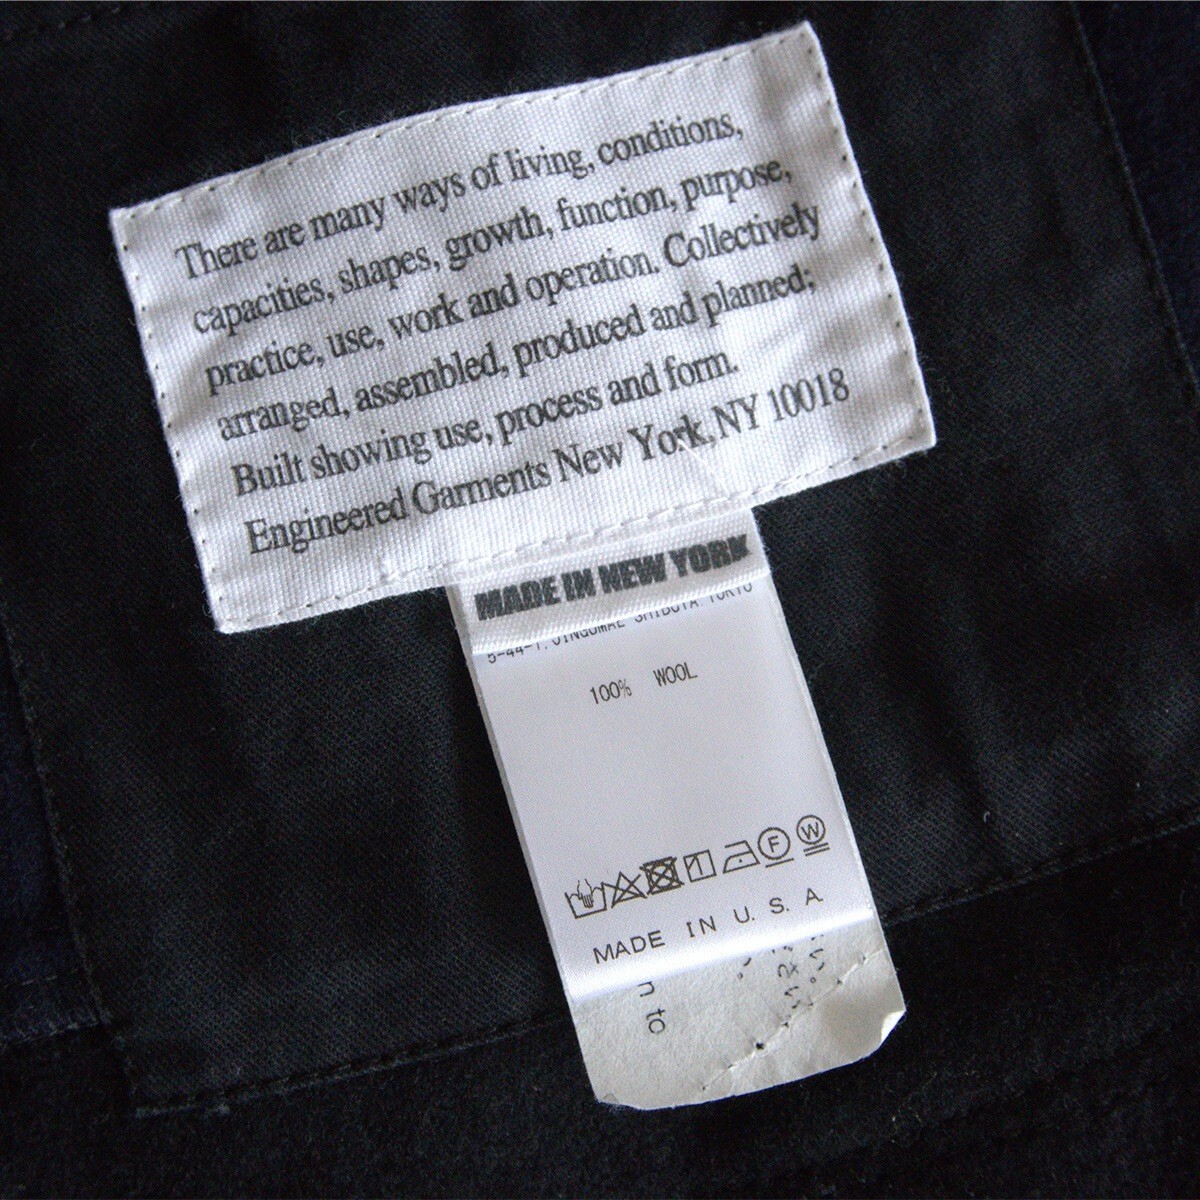 There are many ways of living, conditions,
capacities, shapes, growth, function, purpose,
practice, use, work and operation. Collectively
arranged, assembled, produced and planned;
Built showing use, process and form.
Engineered Garments New York, NY 10018
MADE IN NEW YORK
5-44-1, JINGUMAE SHIBUYA TOKYO
100% WOOL
F W
MADE IN U. S. A.
to